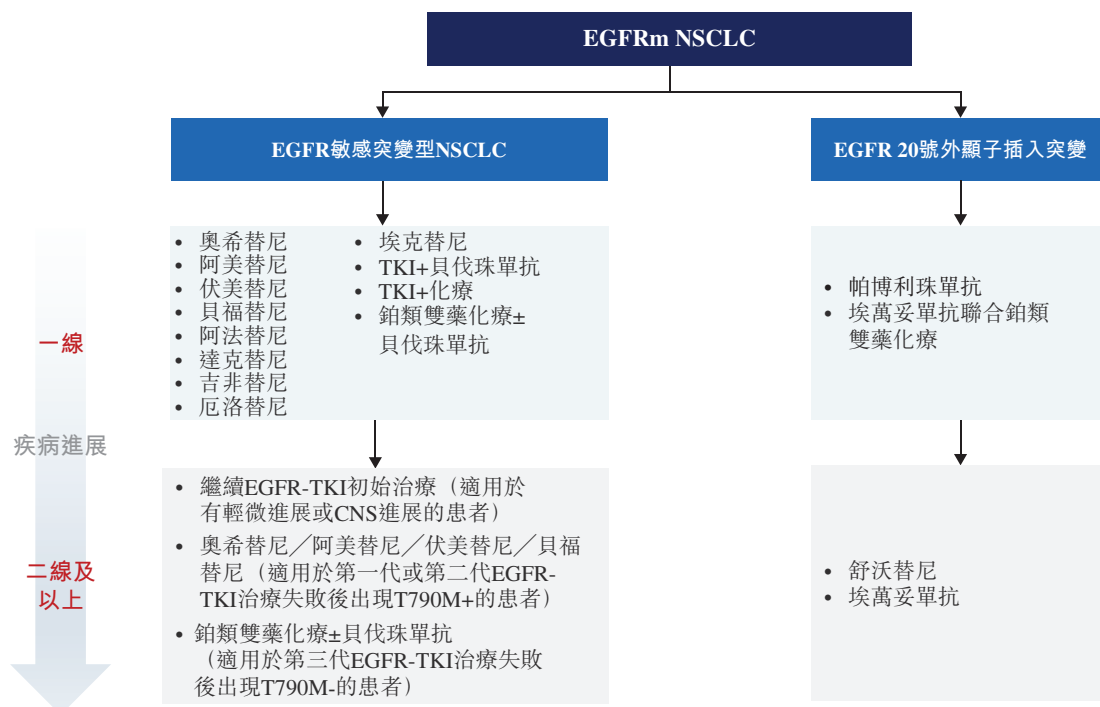 EGFRm NSCLC
EGFR敏感突變型NSCLC
EGFR 20號外顯子插入突變
一線
• 奧希替尼
• 阿美替尼
• 伏美替尼
• 貝福替尼
• 阿法替尼
• 達克替尼
• 吉非替尼
• 厄洛替尼
• 埃克替尼
• TKI+貝伐珠單抗
• TKI+化療
• 鉑類雙藥化療±
貝伐珠單抗
• 帕博利珠單抗
• 埃萬妥單抗聯合鉑類
雙藥化療
疾病進展
二線及
以上
• 繼續EGFR-TKI初始治療（適用於
有輕微進展或CNS進展的患者）
• 奧希替尼／阿美替尼／伏美替尼／貝福
替尼（適用於第一代或第二代EGFR-
TKI治療失敗後出現T790M+的患者）
• 鉑類雙藥化療±貝伐珠單抗
（適用於第三代EGFR-TKI治療失敗
後出現T790M-的患者）
• 舒沃替尼
• 埃萬妥單抗